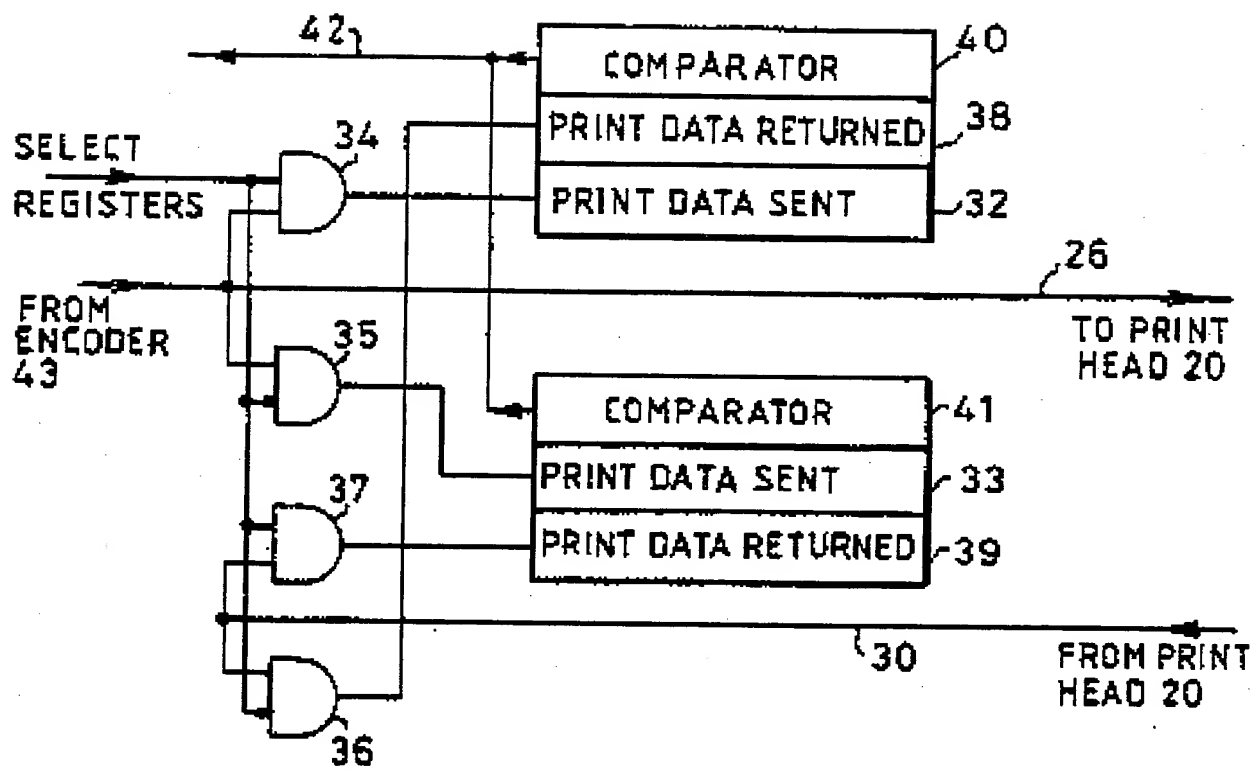 42
COMPARATOR
40
PRINT DATA RETURNED
38
PRINT DATA SENT
32
SELECT
REGISTERS
34
FROM
ENCODER
43
26
TO PRINT
HEAD 20
35
COMPARATOR
41
PRINT DATA SENT
33
PRINT DATA RETURNED
39
37
30
FROM PRINT
HEAD 20
36